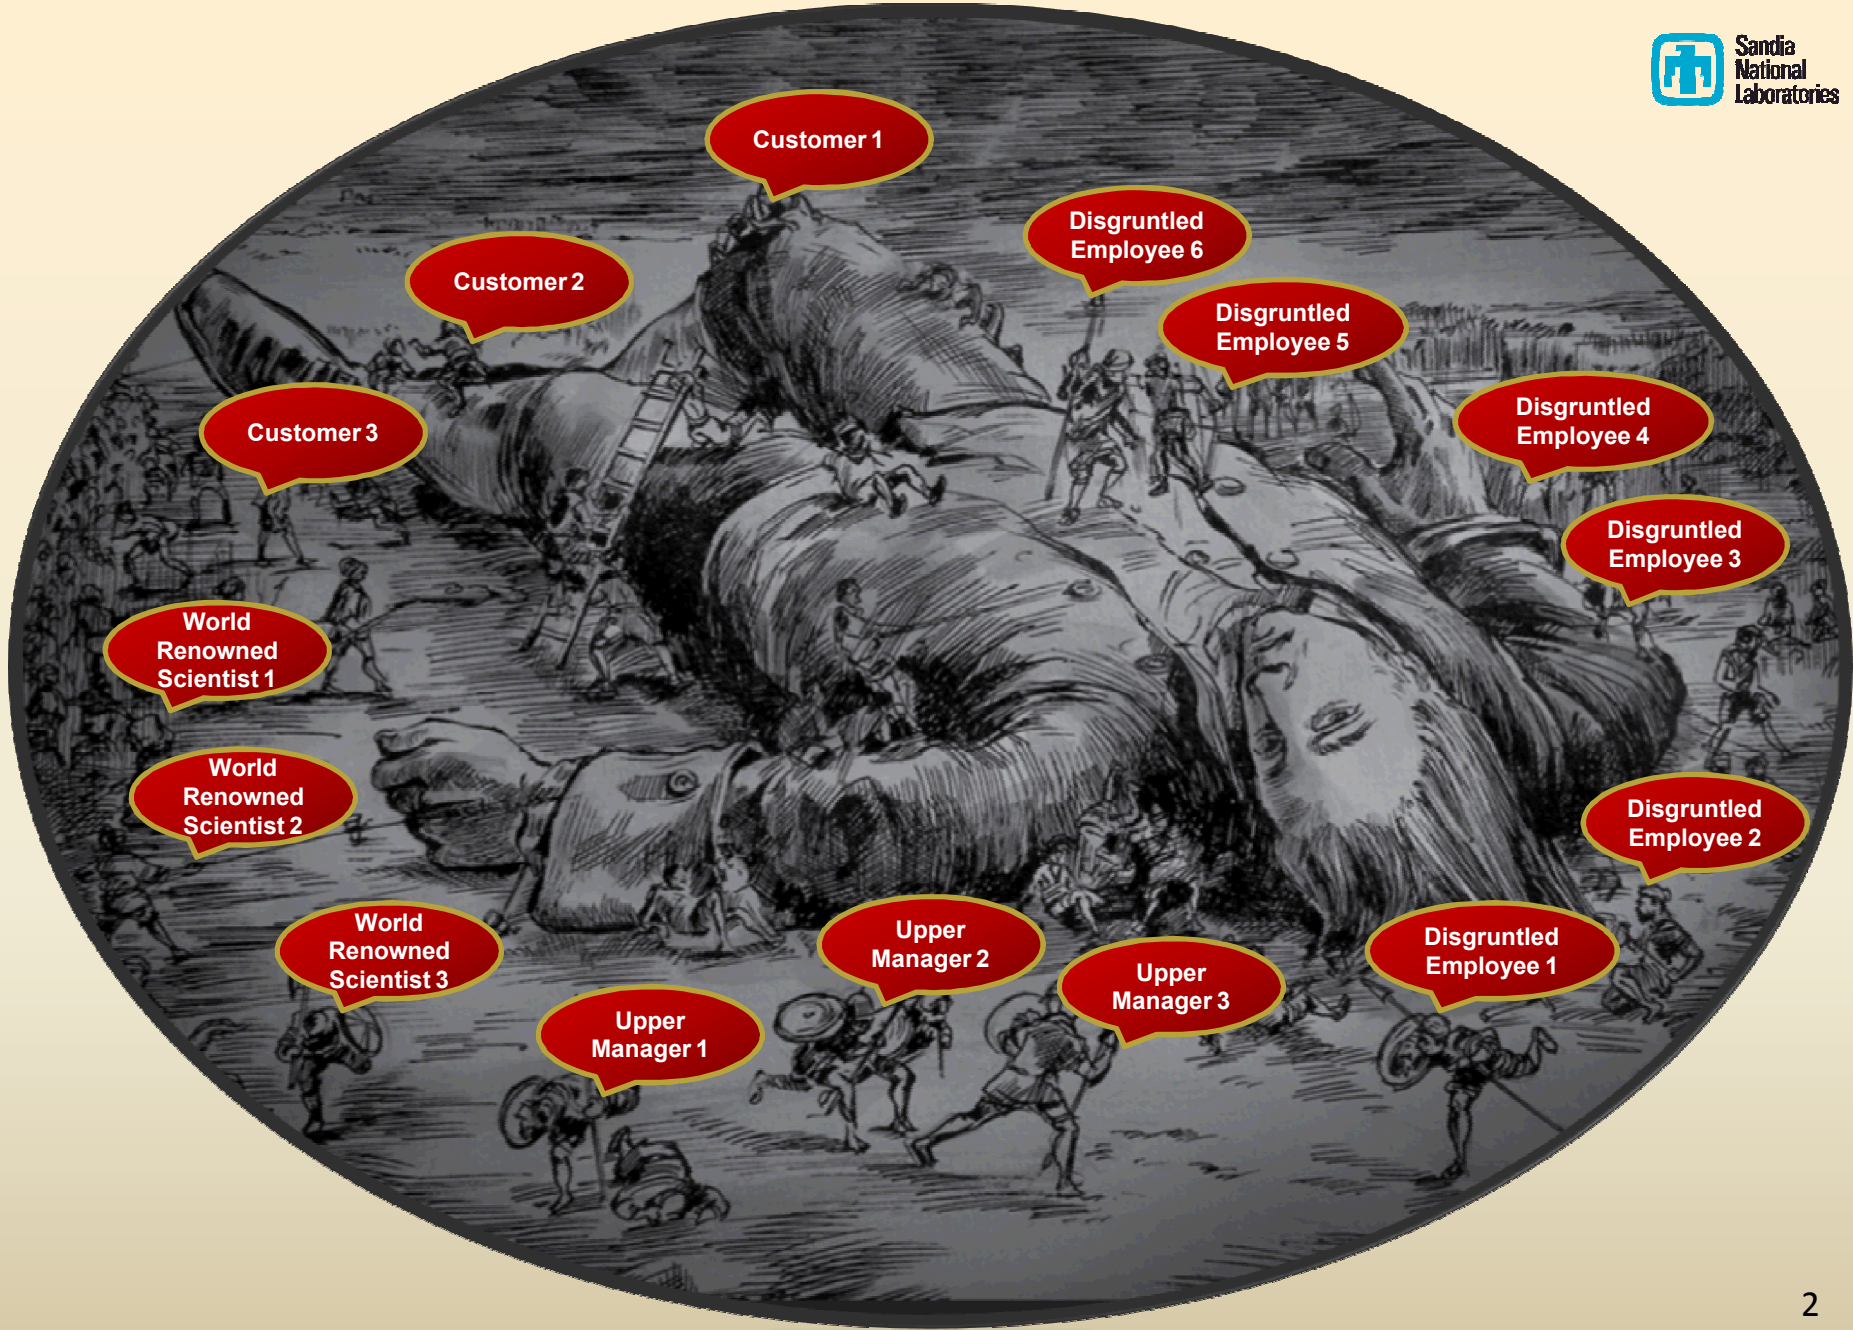 Sandia
National
Laboratories
Customer 1
Disgruntled
Employee 6
Customer 2
Disgruntled
Employee 5
Customer 3
Disgruntled
Employee 4
Disgruntled
Employee 3
World
Renowned
Scientist 1
World
Renowned
Scientist 2
Disgruntled
Employee 2
World
Renowned
Scientist 3
Upper
Manager 2
Disgruntled
Employee 1
Upper
Manager 3
Upper
Manager 1
2